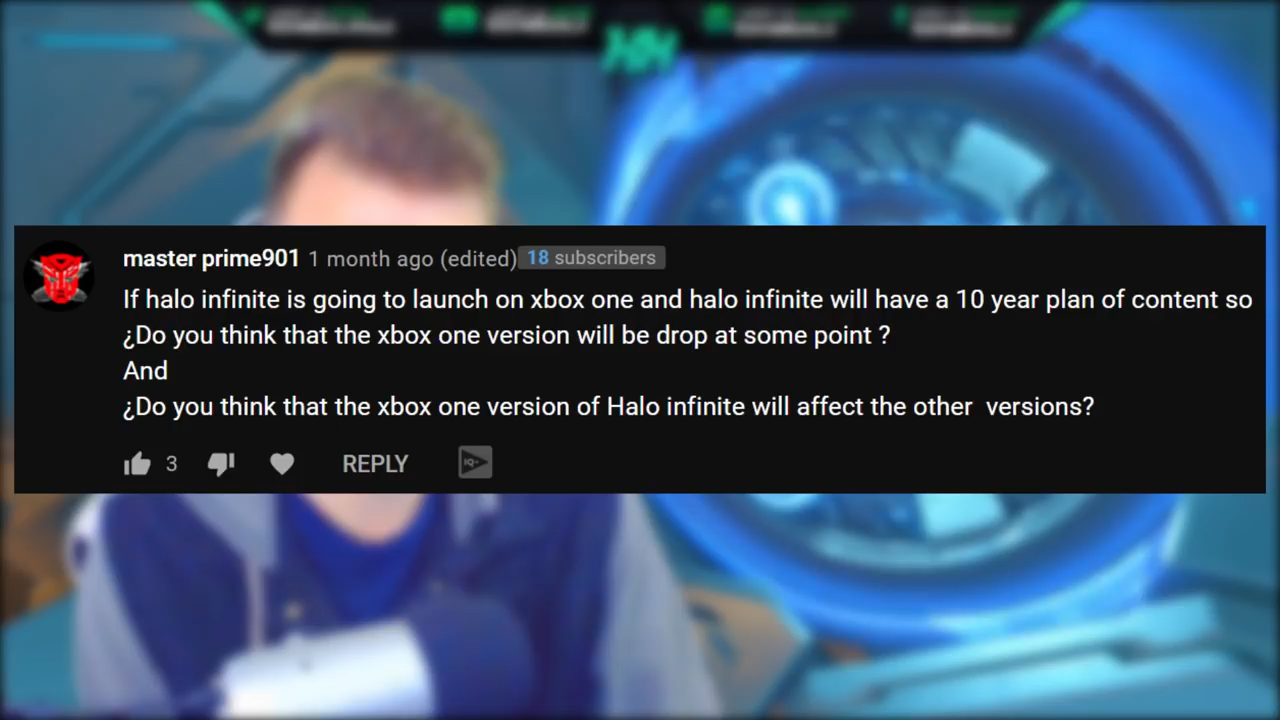 master prime901 1 month ago (edited) 18 subscribers
If halo infinite is going to launch on xbox one and halo infinite will have a 10 year plan of content so
¿Do you think that the xbox one version will be drop at some point ?
And
¿Do you think that the xbox one version of Halo infinite will affect the other versions?
3 REPLY IQ+